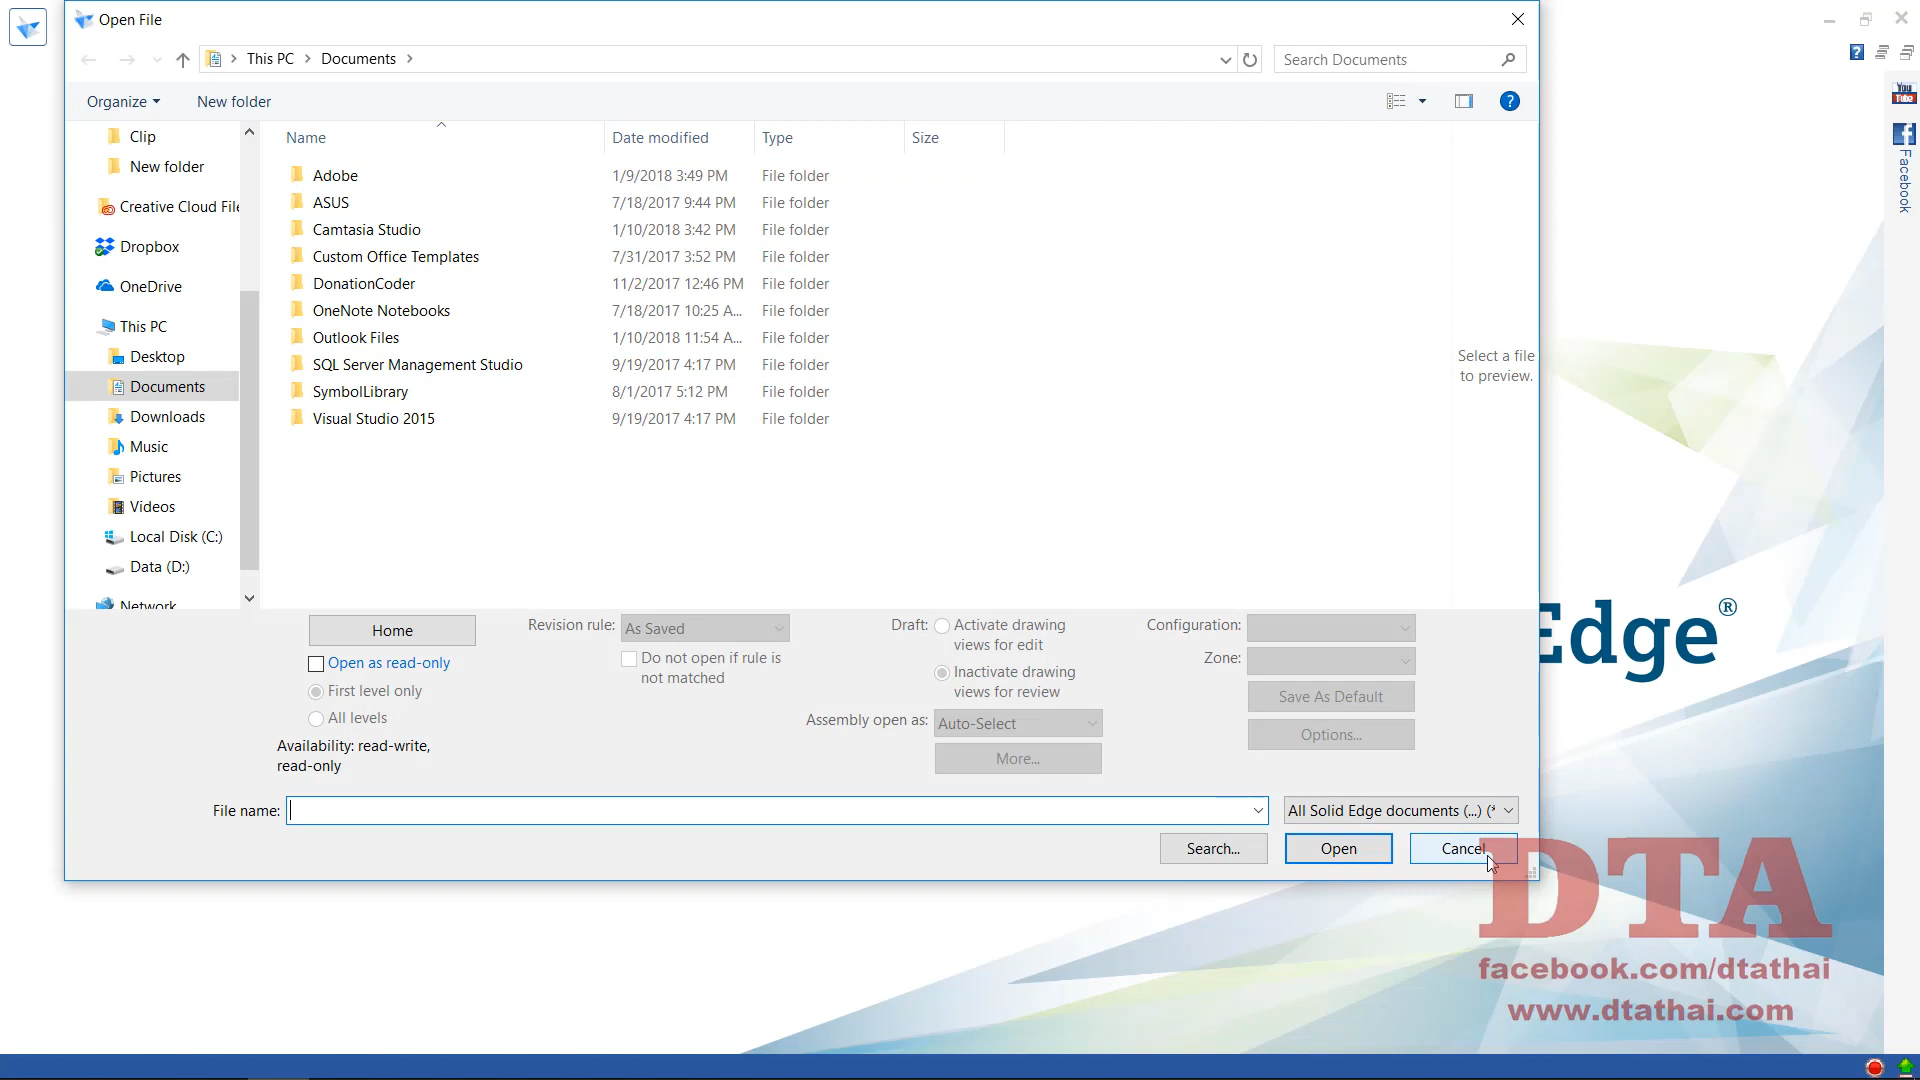 Open File
This PC
Documents
Search Documents
Organize
New folder
Name
Date modified
Type
Size
Clip
New folder
Creative Cloud File
Dropbox
OneDrive
This PC
Desktop
Documents
Downloads
Music
Pictures
Videos
Local Disk (C:)
Data (D:)
Network
Adobe 1/9/2018 3:49 PM File folder
ASUS 7/18/2017 9:44 PM File folder
Camtasia Studio 1/10/2018 3:42 PM File folder
Custom Office Templates 7/31/2017 3:52 PM File folder
DonationCoder 11/2/2017 12:46 PM File folder
OneNote Notebooks 7/18/2017 10:25 A... File folder
Outlook Files 1/10/2018 11:54 A... File folder
SQL Server Management Studio 9/19/2017 4:17 PM File folder
SymbolLibrary 8/1/2017 5:12 PM File folder
Visual Studio 2015 9/19/2017 4:17 PM File folder
Select a file
to preview.
Home
Open as read-only
First level only
All levels
Availability: read-write,
read-only
Revision rule: As Saved
Do not open if rule is
not matched
Draft: Activate drawing
views for edit
Inactivate drawing
views for review
Assembly open as: Auto-Select
More...
Configuration:
Zone:
Save As Default
Options...
File name:
All Solid Edge documents (...) (*
Search...
Open
Cancel
You
Tube
Facebook
Edge®
DTA
facebook.com/dtathai
www.dtathai.com